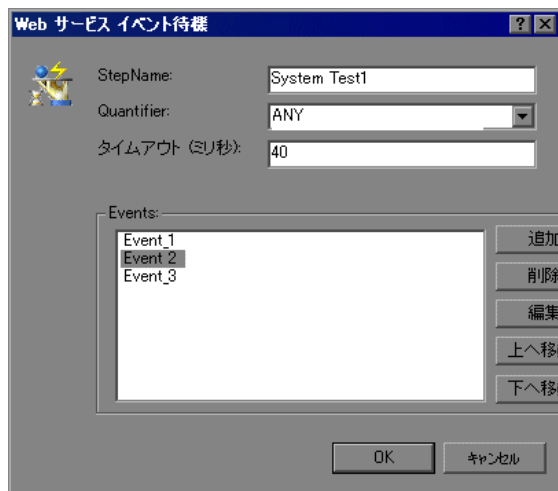 Web サービス イベント待機
StepName:
System Test1
Quantifier:
ANY
タイムアウト (ミリ秒):
40
Events:
Event_1
Event 2
Event_3
追加
削除
編集
上へ移
下へ移
OK
キャンセル